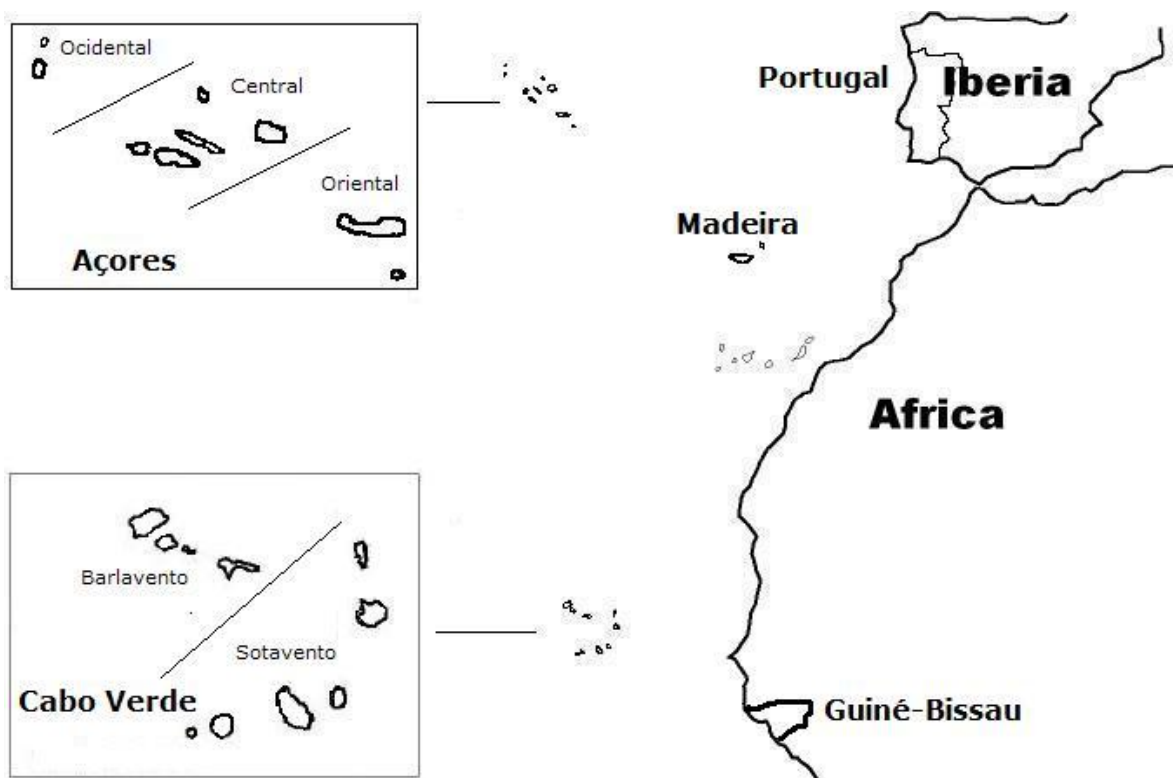 Ocidental
Central
Oriental
Açores
Portugal
Iberia
Madeira
Africa
Barlavento
Sotavento
Cabo Verde
Guiné-Bissau